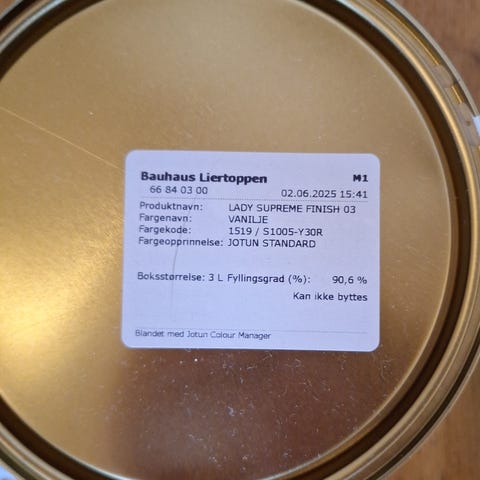 Bauhaus Liertoppen M1
66 84 03 00 02.06.2025 15:41
Produktnavn: LADY SUPREME FINISH 03
Fargenavn: VANILJE
Fargekode: 1519 / S1005-Y30R
Fargeopprinnelse: JOTUN STANDARD
Boksstørrelse: 3 L Fyllingsgrad (%): 90,6 %
Kan ikke byttes
Blandet med Jotun Colour Manager